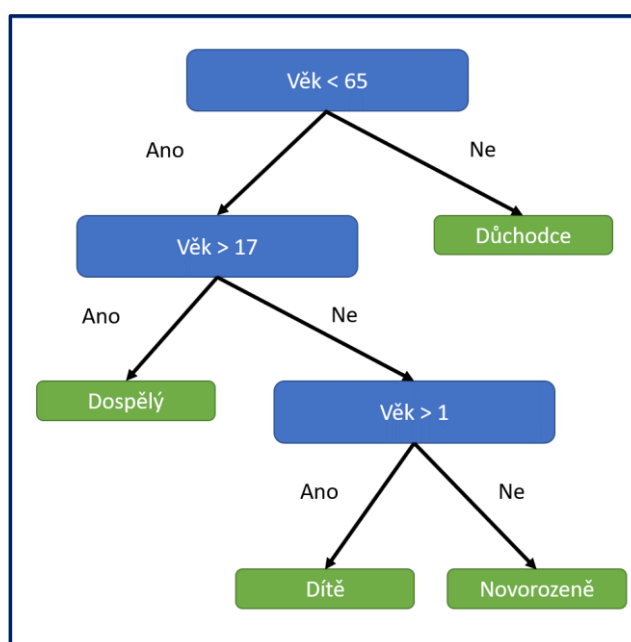 Věk < 65
Ano
Ne
Věk > 17
Důchodce
Ano
Ne
Dospělý
Věk > 1
Ano
Ne
Dítě
Novorozeně